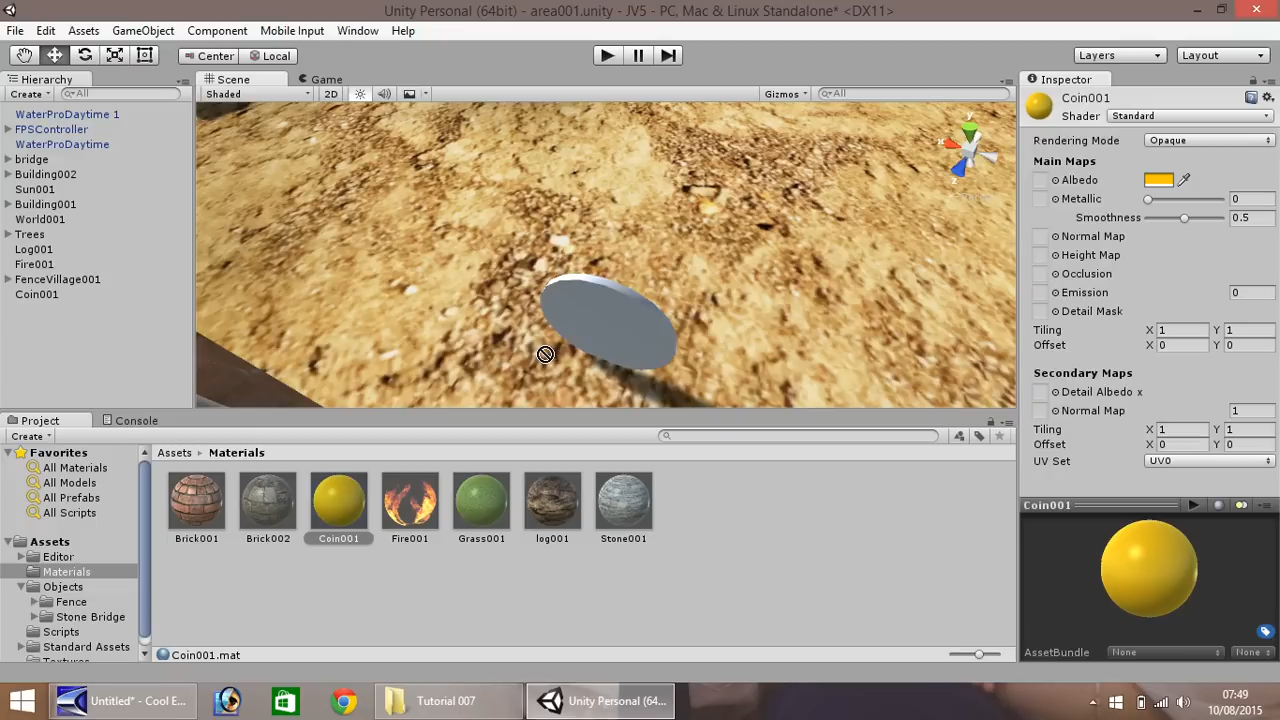 Unity Personal (64bit) - area001.unity - JV5 - PC, Mac & Linux Standalone* <DX11>
File Edit Assets GameObject Component Mobile Input Window Help
Center Local Layers Layout
Hierarchy Scene Game Inspector
Create All Shaded 2D Gizmos All
WaterProDaytime 1
FPSController
WaterProDaytime
bridge
Building002
Sun001
Building001
World001
Trees
Log001
Fire001
FenceVillage001
Coin001
y
x
z
Coin001
Shader Standard
Rendering Mode Opaque
Main Maps
Albedo
Metallic 0
Smoothness 0.5
Normal Map
Height Map
Occlusion
Emission 0
Detail Mask
Tiling X 1 Y 1
Offset X 0 Y 0
Secondary Maps
Detail Albedo x
Normal Map 1
Tiling X 1 Y 1
Offset X 0 Y 0
UV Set UV0
Coin001
AssetBundle None None
Project Console
Create
Favorites
All Materials
All Models
All Prefabs
All Scripts
Assets
Editor
Materials
Objects
Fence
Stone Bridge
Scripts
Standard Assets
Assets Materials
Brick001 Brick002 Coin001 Fire001 Grass001 log001 Stone001
Coin001.mat
Untitled* - Cool E... Tutorial 007 Unity Personal (64...
07:49
10/08/2015